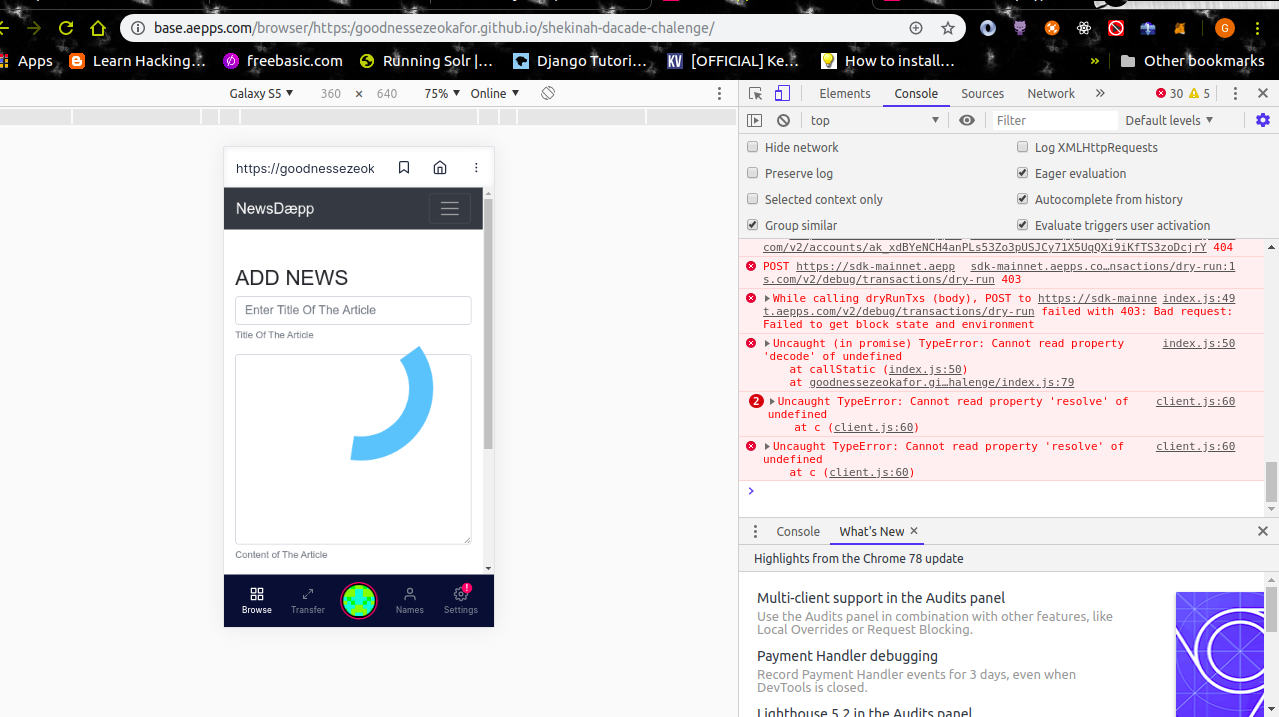 base.aepps.com/browser/https:/goodnessezeokafor.github.io/shekinah-dacade-chalenge/
G
Apps Learn Hacking... freebasic.com Running Solr |... Django Tutori... KV [OFFICIAL] Ke... How to install... » Other bookmarks
Galaxy S5 ▼ 360 × 640 75% ▼ Online ▼
Elements Console Sources Network » 30 5
top ▼ Filter Default levels ▼
Hide network Log XMLHttpRequests
Preserve log Eager evaluation
Selected context only Autocomplete from history
Group similar Evaluate triggers user activation
https://goodnessezeok
NewsDæpp
ADD NEWS
Enter Title Of The Article
Title Of The Article
Content of The Article
Browse Transfer Names Settings
!
com/v2/accounts/ak_xdBYeNCH4anPLs53Zo3pUSJCy71X5UqQXi9iKfTS3zoDcjrY 404
POST https://sdk-mainnet.aepp sdk-mainnet.aepps.co…nsactions/dry-run:1
s.com/v2/debug/transactions/dry-run 403
While calling dryRunTxs (body), POST to https://sdk-mainne index.js:49
t.aepps.com/v2/debug/transactions/dry-run failed with 403: Bad request:
Failed to get block state and environment
Uncaught (in promise) TypeError: Cannot read property index.js:50
'decode' of undefined
at callStatic (index.js:50)
at goodnessezeokafor.gi…halenge/index.js:79
2 Uncaught TypeError: Cannot read property 'resolve' of client.js:60
undefined
at c (client.js:60)
Uncaught TypeError: Cannot read property 'resolve' of client.js:60
undefined
at c (client.js:60)
Console What's New ×
Highlights from the Chrome 78 update
Multi-client support in the Audits panel
Use the Audits panel in combination with other features, like
Local Overrides or Request Blocking.
Payment Handler debugging
Record Payment Handler events for 3 days, even when
DevTools is closed.
Lighthouse 5.2 in the Audits panel